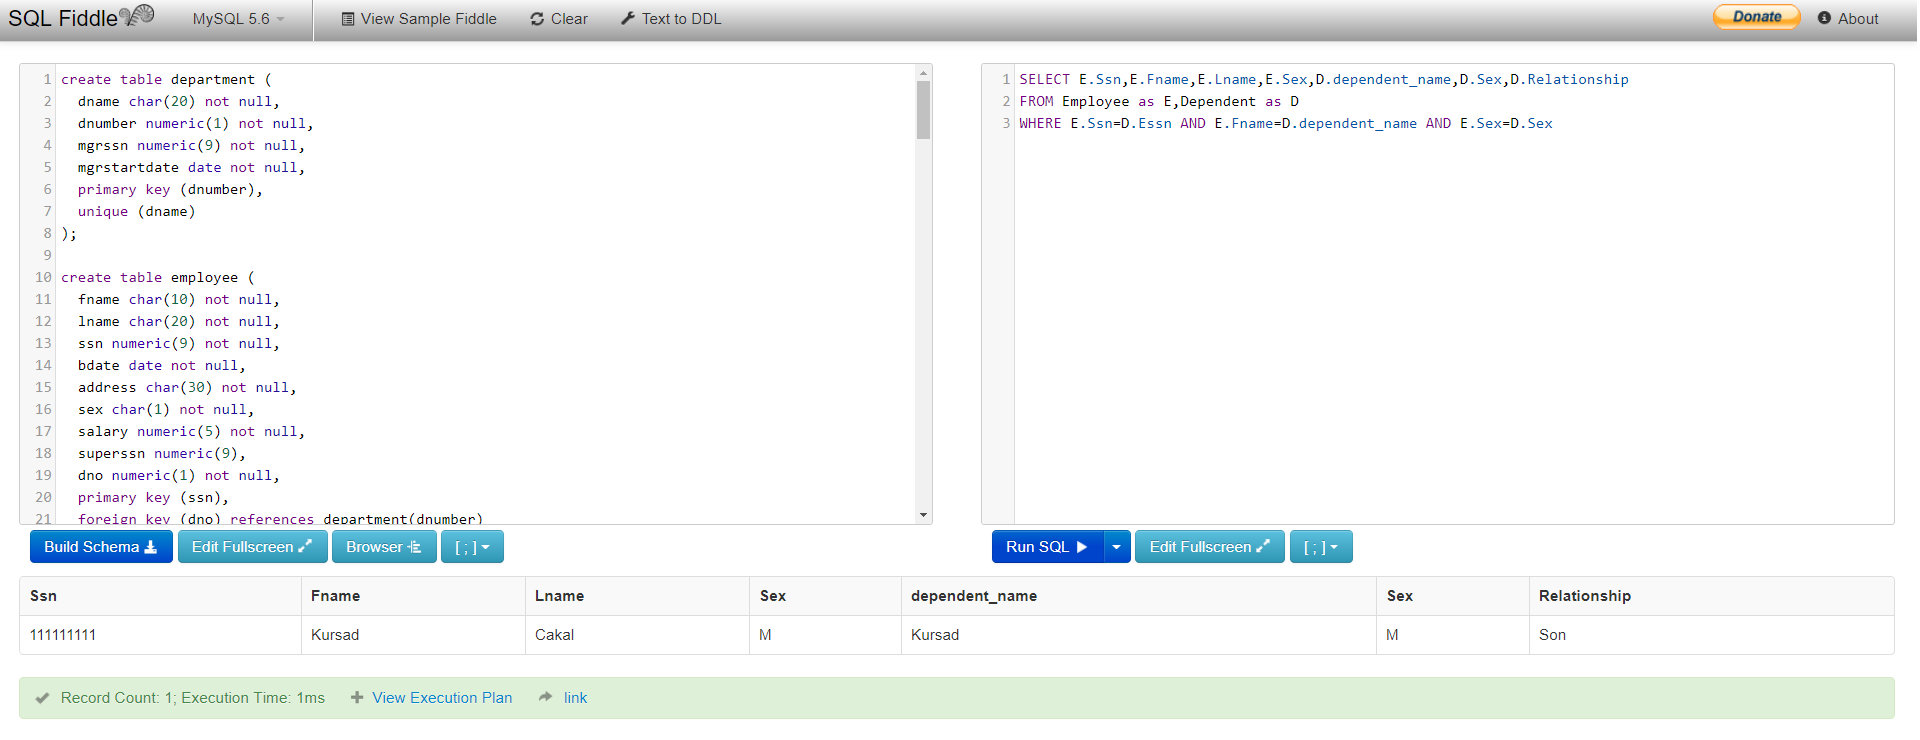 SQL Fiddle MySQL 5.6 View Sample Fiddle Clear Text to DDL Donate About
1 create table department (
2 dname char(20) not null,
3 dnumber numeric(1) not null,
4 mgrssn numeric(9) not null,
5 mgrstartdate date not null,
6 primary key (dnumber),
7 unique (dname)
8 );
9
10 create table employee (
11 fname char(10) not null,
12 lname char(20) not null,
13 ssn numeric(9) not null,
14 bdate date not null,
15 address char(30) not null,
16 sex char(1) not null,
17 salary numeric(5) not null,
18 superssn numeric(9),
19 dno numeric(1) not null,
20 primary key (ssn),
21 foreign key (dno) references department(dnumber)
Build Schema Edit Fullscreen Browser [ ; ]
1 SELECT E.Ssn,E.Fname,E.Lname,E.Sex,D.dependent_name,D.Sex,D.Relationship
2 FROM Employee as E,Dependent as D
3 WHERE E.Ssn=D.Essn AND E.Fname=D.dependent_name AND E.Sex=D.Sex
Run SQL Edit Fullscreen [ ; ]
Ssn Fname Lname Sex dependent_name Sex Relationship
111111111 Kursad Cakal M Kursad M Son
Record Count: 1; Execution Time: 1ms View Execution Plan link